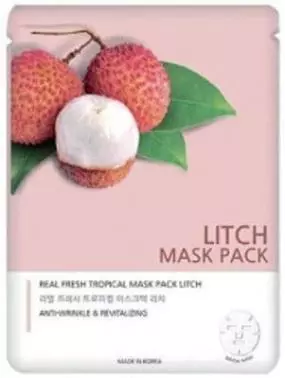 LITCH
MASK PACK
REAL FRESH TROPICAL MASK PACK LITCH
리얼 프레시 트로피컬 마스크팩 리치
ANTI-WRINKLE & REVITALIZING
MADE IN KOREA